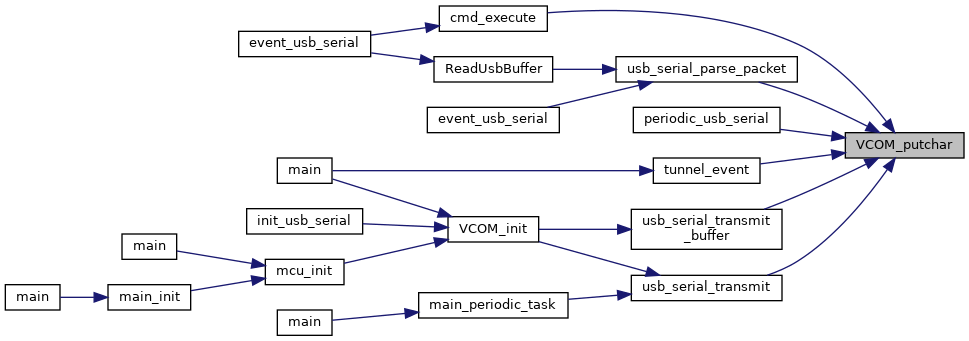 cmd_execute
event_usb_serial
ReadUsbBuffer
usb_serial_parse_packet
event_usb_serial
periodic_usb_serial
VCOM_putchar
main
tunnel_event
init_usb_serial
VCOM_init
usb_serial_transmit
_buffer
main
mcu_init
usb_serial_transmit
main
main_init
main_periodic_task
main